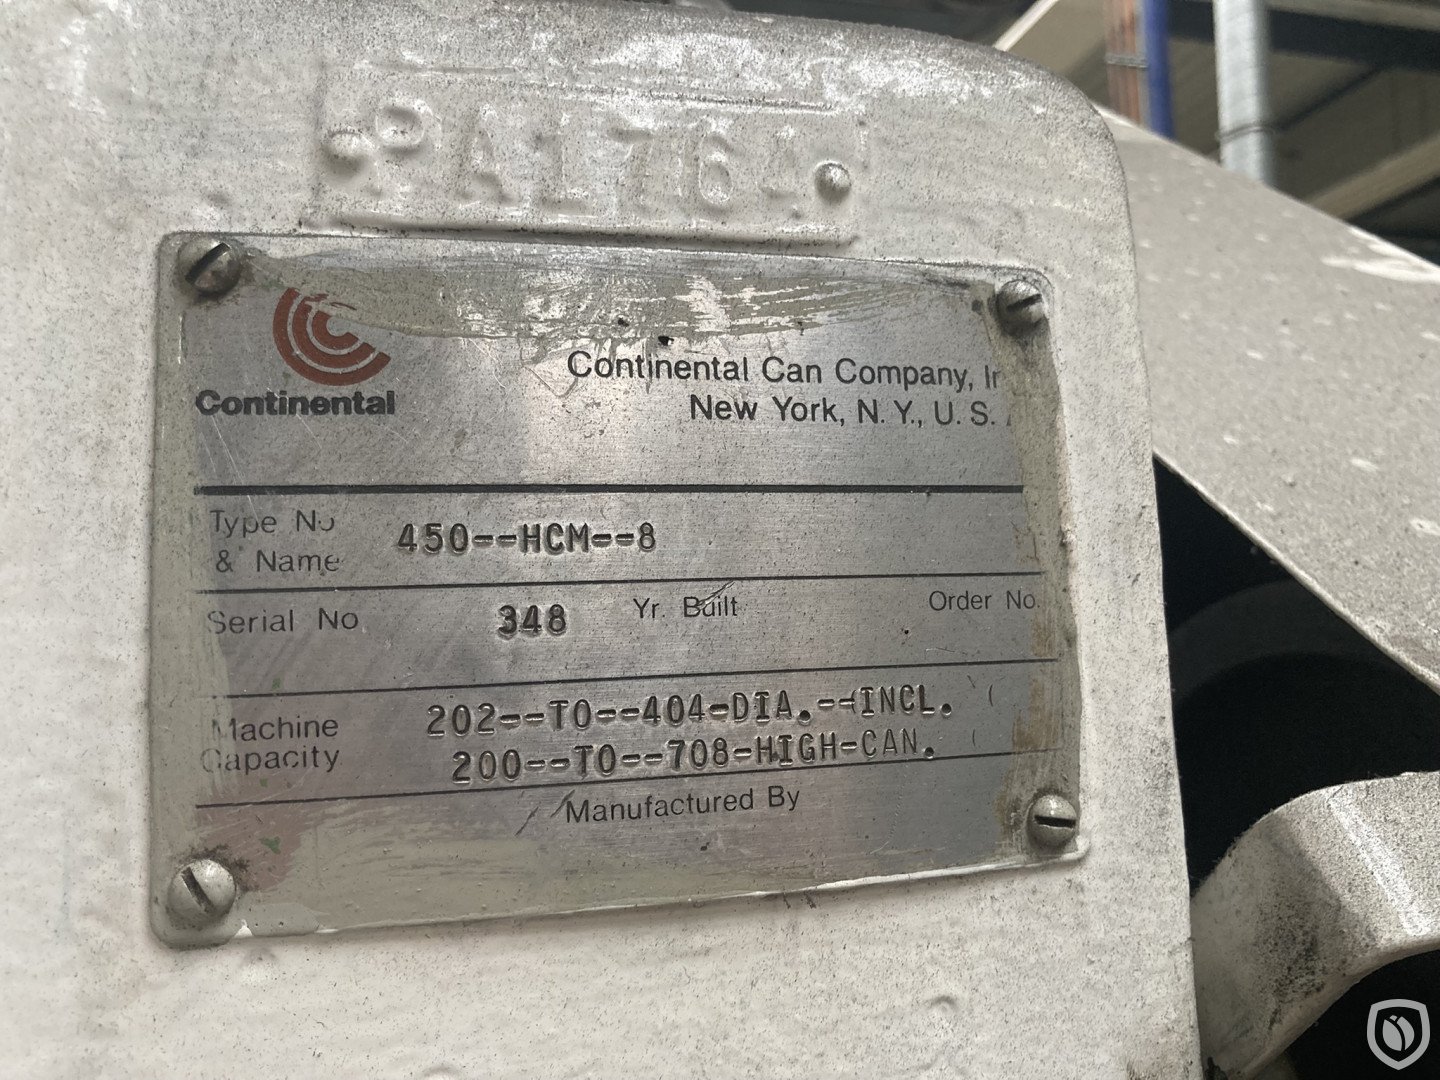 PA1764
Continental
Continental Can Company, In
New York, N. Y., U. S.
Type No
& Name
450--HCM--8
Serial No 348 Yr. Built Order No.
Machine
Capacity
202--TO--404-DIA.--INCL.
200--TO--708-HIGH-CAN.
Manufactured By